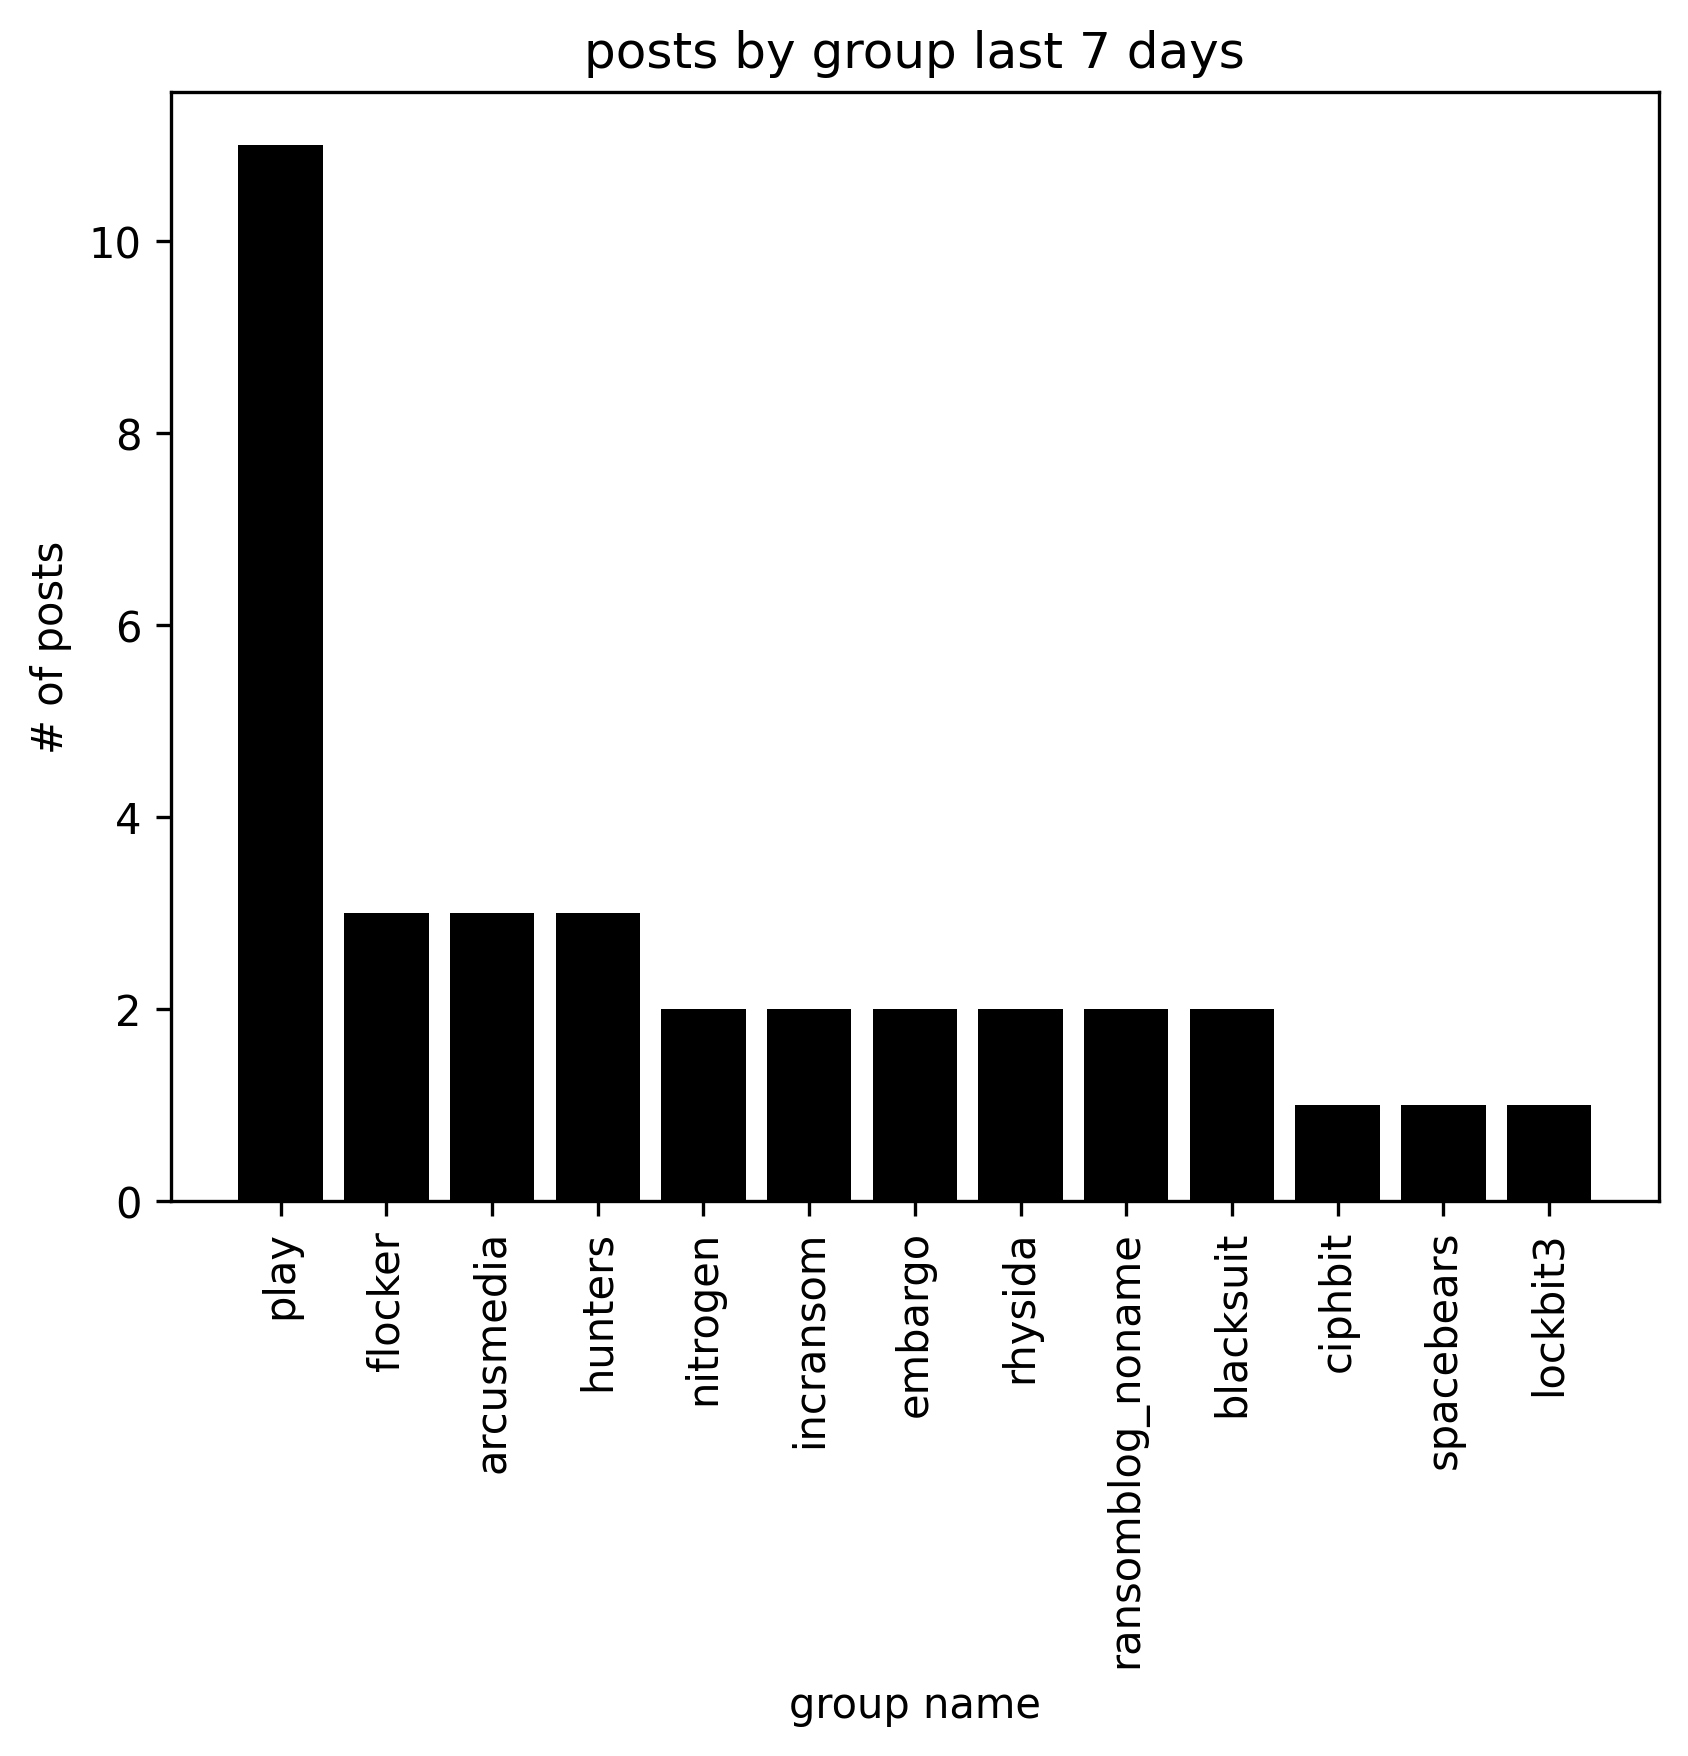 posts by group last 7 days
# of posts
10
8
6
4
2
0
play
flocker
arcusmedia
hunters
nitrogen
incransom
embargo
rhysida
ransomblog_noname
blacksuit
ciphbit
spacebears
lockbit3
group name